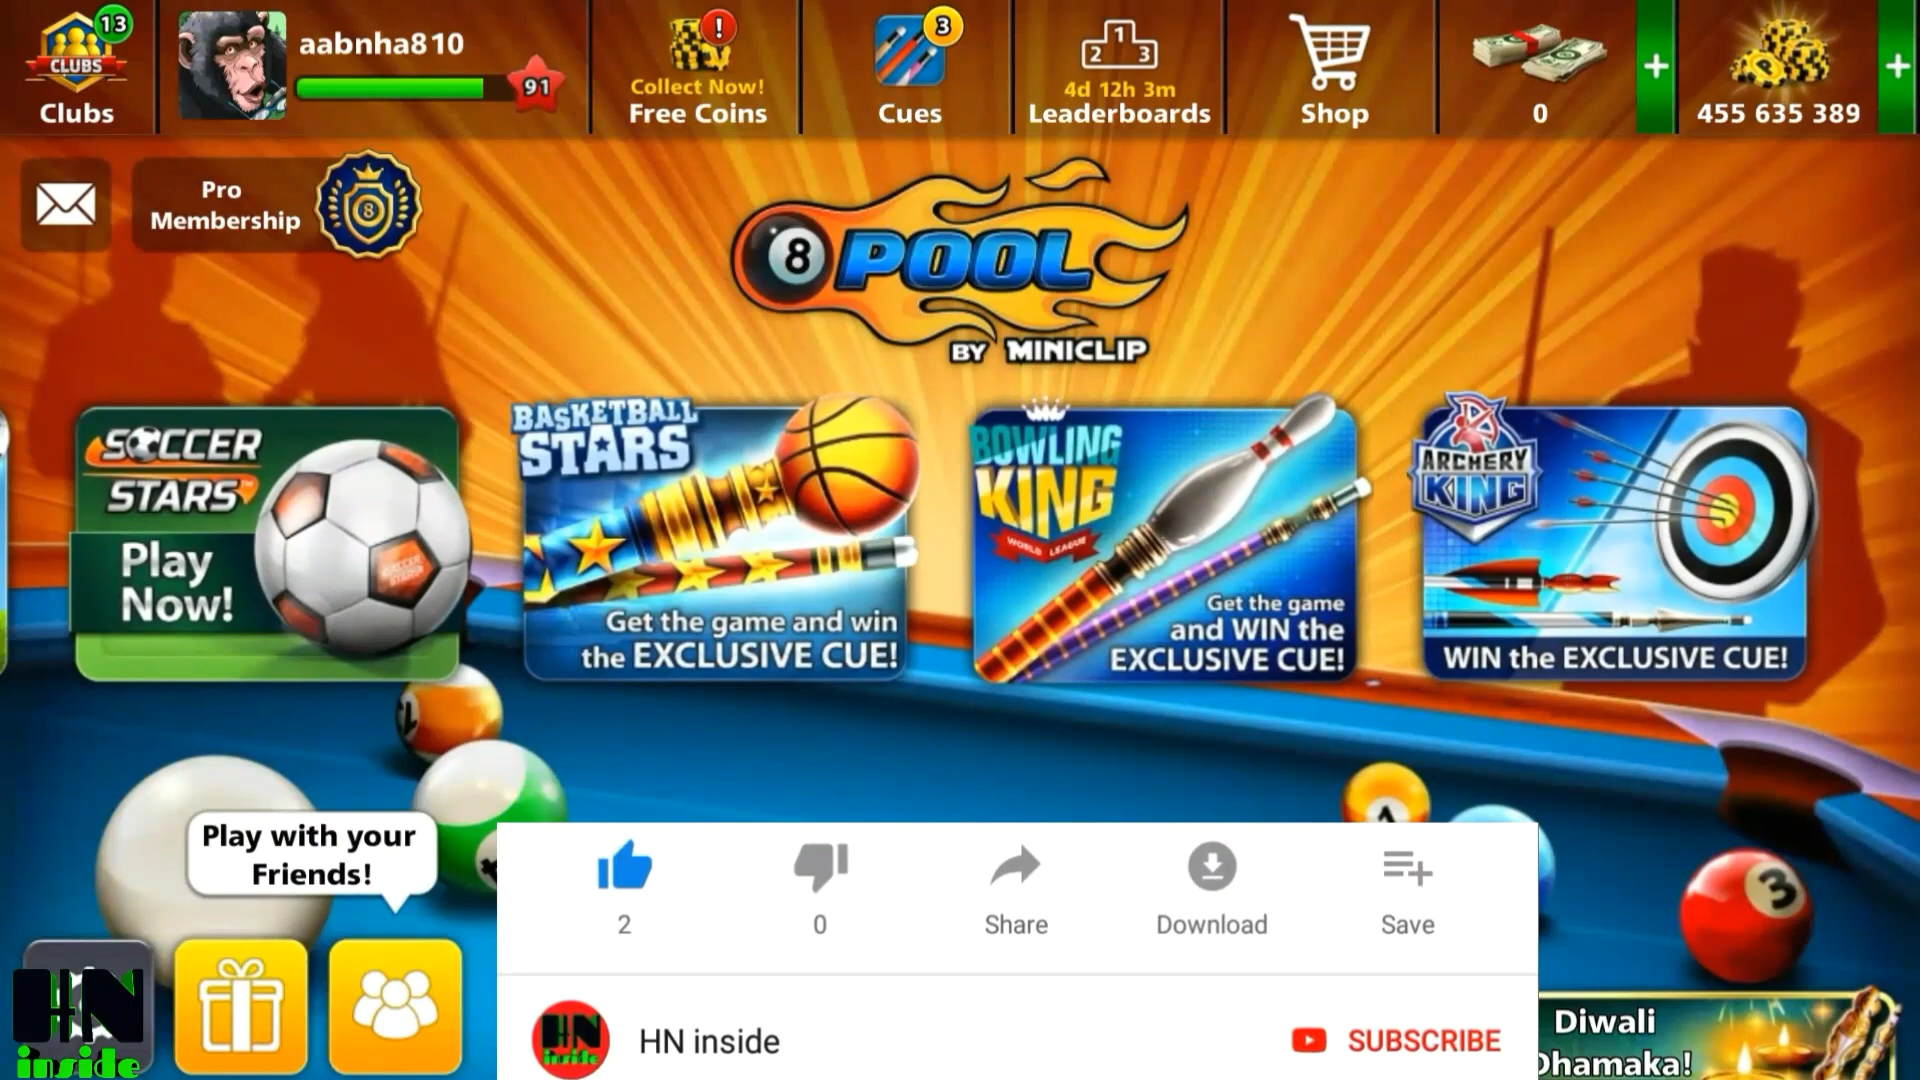 13
CLUBS
Clubs
aabnha810
91
!
Collect Now!
Free Coins
3
Cues
1
2 3
4d 12h 3m
Leaderboards
Shop
0
+
455 635 389
+
Pro
Membership
8
8 POOL
BY MINICLIP
SOCCER
STARS™
Play
Now!
BASKETBALL
STARS
Get the game and win
the EXCLUSIVE CUE!
BOWLING
KING
WORLD LEAGUE
Get the game
and WIN the
EXCLUSIVE CUE!
ARCHERY
KING
WIN the EXCLUSIVE CUE!
Play with your
Friends!
3
2
0
Share
Download
Save
HN
inside
HN inside
SUBSCRIBE
HN
inside
Diwali
Dhamaka!